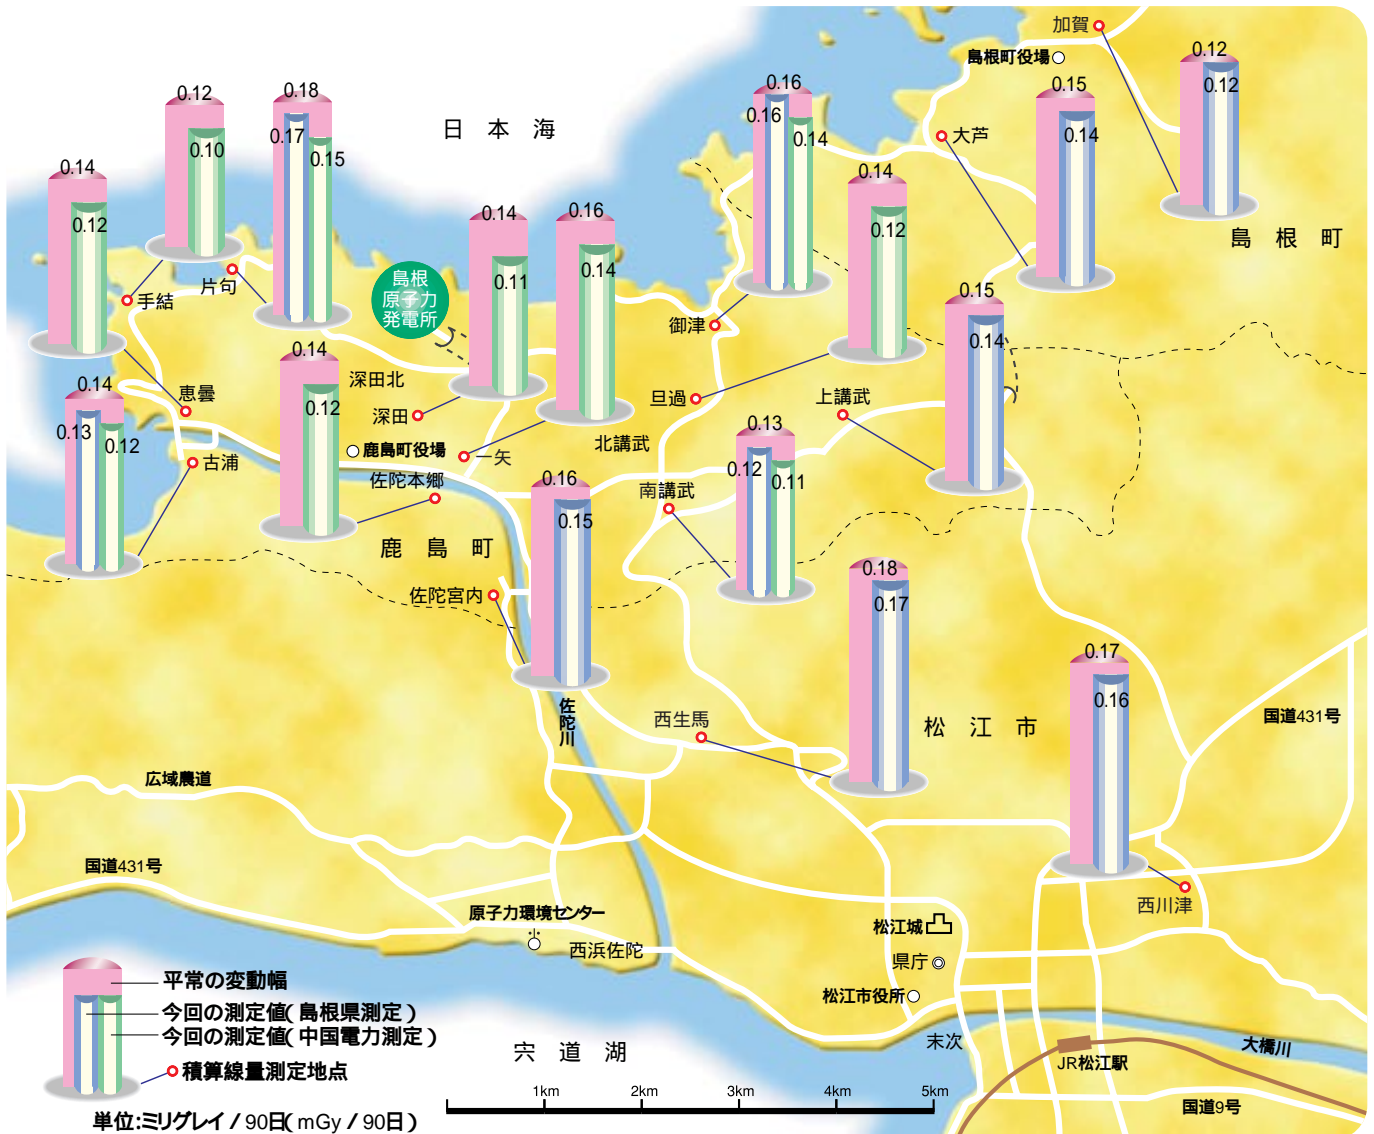 加賀
島根町役場
0.12
0.12
0.15
0.14
大芦
島 根 町
0.12
0.10
0.18
0.17
0.15
日 本 海
0.16
0.16
0.14
0.14
0.12
0.14
0.12
片句
手結
島根
原子力
発電所
0.14
0.11
0.16
0.14
御津
0.15
0.14
0.14
0.12
深田北
深田
旦過
上講武
恵曇
0.14
0.13
0.12
古浦
鹿島町役場
一矢
北講武
0.13
0.12
0.11
佐陀本郷
南講武
0.16
0.15
鹿 島 町
佐陀宮内
0.18
0.17
0.17
0.16
佐陀川
西生馬
松 江 市
国道431号
広域農道
国道431号
西川津
原子力環境センター
西浜佐陀
松江城
県庁
松江市役所
平常の変動幅
今回の測定値(島根県測定)
今回の測定値(中国電力測定)
積算線量測定地点
宍 道 湖
末次
JR松江駅
大橋川
国道9号
1km
2km
3km
4km
5km
単位:ミリグレイ/90日(mGy/90日)